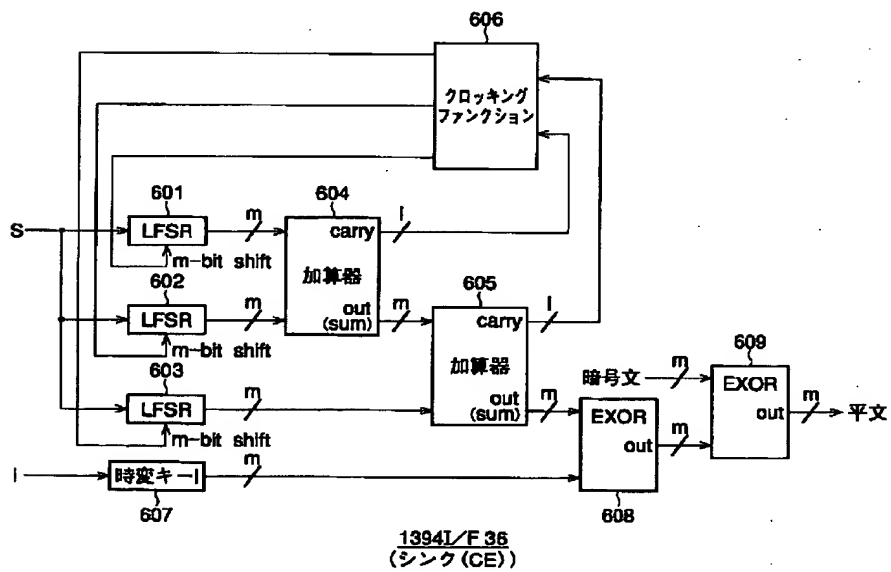 606
クロッキング
ファンクション
601
604
S
LFSR
m
carry
l
m-bit shift
602
加算器
605
LFSR
m
out
(sum)
m
carry
l
m-bit shift
603
加算器
609
暗号文
m
EXOR
LFSR
m
out
(sum)
m
EXOR
out
m
平文
m-bit shift
out
m
I
時変キーI
m
607
608
1394I/F 36
(シンク(CE))